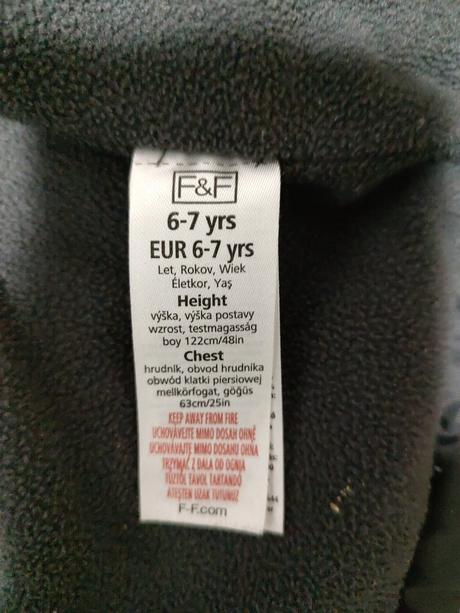 F&F
6-7 yrs
EUR 6-7 yrs
Let, Rokov, Wiek
Életkor, Yaş
Height
výška, výška postavy
wzrost, testmagasság
boy 122cm/48in
Chest
hrudník, obvod hrudníka
obwód klatki piersiowej
mellkörfogat, göğüs
63cm/25in
KEEP AWAY FROM FIRE
UCHOVÁVEJTE MIMO DOSAH OHNĚ
UCHOVÁVAJTE MIMO DOSAHU OHŇA
TRZYMAĆ Z DALA OD OGNIA
TŰZTŐL TÁVOL TARTANDÓ
ATEŞTEN UZAK TUTUNUZ
F-F.com